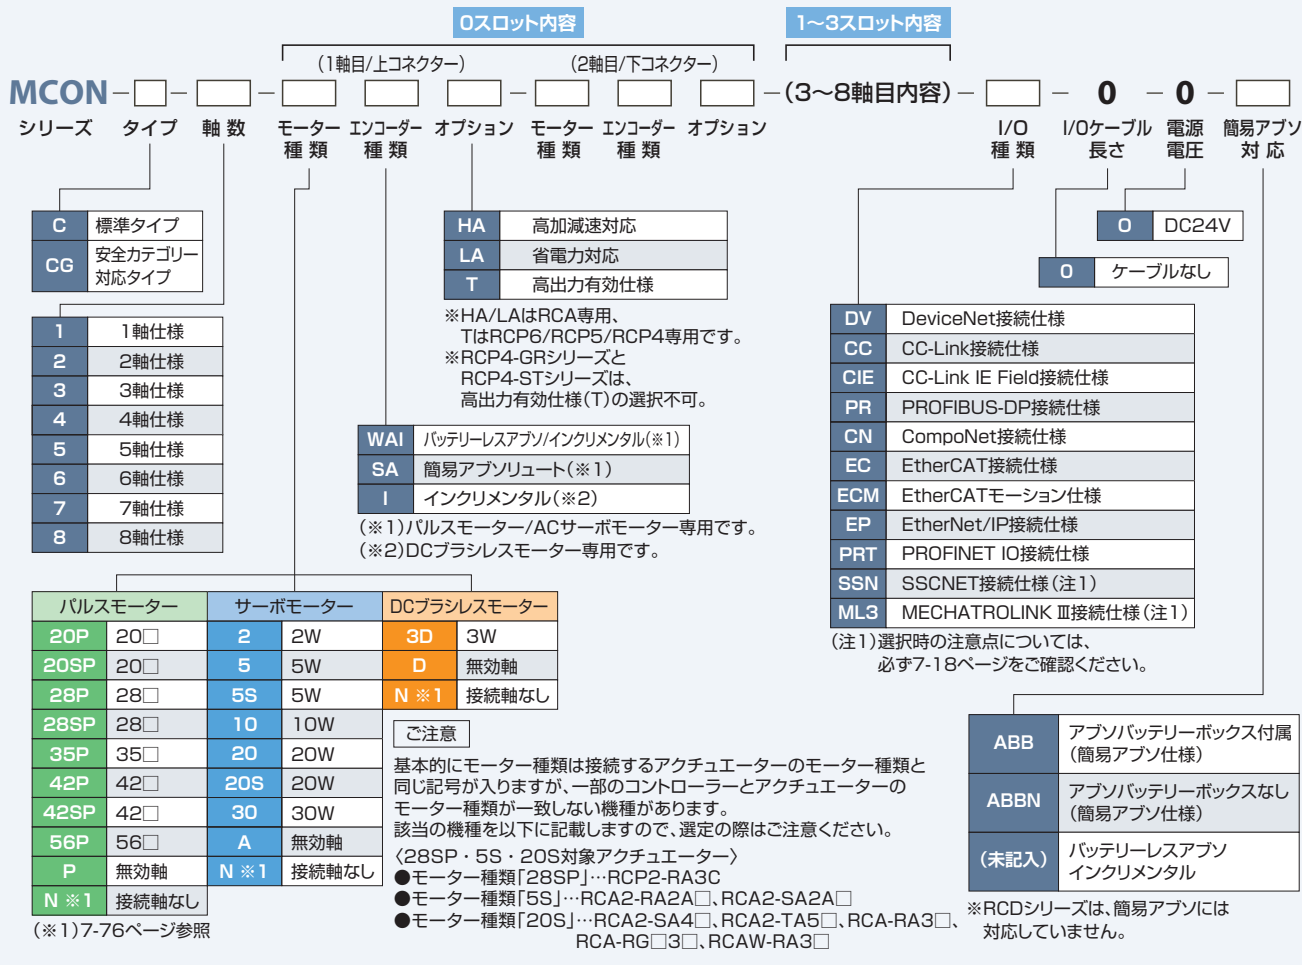 0スロット内容
1～3スロット内容
(1軸目/上コネクター)
(2軸目/下コネクター)
MCON－□－□－□□□－□□□－(3～8軸目内容)－□－0－0－□
シリーズ
タイプ
軸 数
モーター
種 類
エンコーダー
種 類
オプション
モーター
種 類
エンコーダー
種 類
オプション
I/O
種 類
I/Oケーブル
長さ
電源
電圧
簡易アブソ
対 応
C 標準タイプ
CG 安全カテゴリー
対応タイプ
1 1軸仕様
2 2軸仕様
3 3軸仕様
4 4軸仕様
5 5軸仕様
6 6軸仕様
7 7軸仕様
8 8軸仕様
HA 高加減速対応
LA 省電力対応
T 高出力有効仕様
※HA/LAはRCA専用、
TはRCP6/RCP5/RCP4専用です。
※RCP4-GRシリーズと
RCP4-STシリーズは、
高出力有効仕様(T)の選択不可。
WAI バッテリーレスアブソ/インクリメンタル(※1)
SA 簡易アブソリュート(※1)
I インクリメンタル(※2)
(※1)パルスモーター/ACサーボモーター専用です。
(※2)DCブラシレスモーター専用です。
0 DC24V
0 ケーブルなし
DV DeviceNet接続仕様
CC CC-Link接続仕様
CIE CC-Link IE Field接続仕様
PR PROFIBUS-DP接続仕様
CN CompoNet接続仕様
EC EtherCAT接続仕様
ECM EtherCATモーション仕様
EP EtherNet/IP接続仕様
PRT PROFINET IO接続仕様
SSN SSCNET接続仕様(注1)
ML3 MECHATROLINK Ⅲ接続仕様(注1)
(注1)選択時の注意点については、
必ず7-18ページをご確認ください。
パルスモーター
20P 20□
20SP 20□
28P 28□
28SP 28□
35P 35□
42P 42□
42SP 42□
56P 56□
P 無効軸
N ※1 接続軸なし
(※1)7-76ページ参照
サーボモーター
2 2W
5 5W
5S 5W
10 10W
20 20W
20S 20W
30 30W
A 無効軸
N ※1 接続軸なし
DCブラシレスモーター
3D 3W
D 無効軸
N ※1 接続軸なし
ご注意
基本的にモーター種類は接続するアクチュエーターのモーター種類と
同じ記号が入りますが、一部のコントローラーとアクチュエーターの
モーター種類が一致しない機種があります。
該当の機種を以下に記載しますので、選定の際はご注意ください。
〈28SP・5S・20S対象アクチュエーター〉
●モーター種類「28SP」…RCP2-RA3C
●モーター種類「5S」…RCA2-RA2A□、RCA2-SA2A□
●モーター種類「20S」…RCA2-SA4□、RCA2-TA5□、RCA-RA3□、
RCA-RG□3□、RCAW-RA3□
ABB アブソバッテリーボックス付属
(簡易アブソ仕様)
ABBN アブソバッテリーボックスなし
(簡易アブソ仕様)
(未記入) バッテリーレスアブソ
インクリメンタル
※RCDシリーズは、簡易アブソには
対応していません。